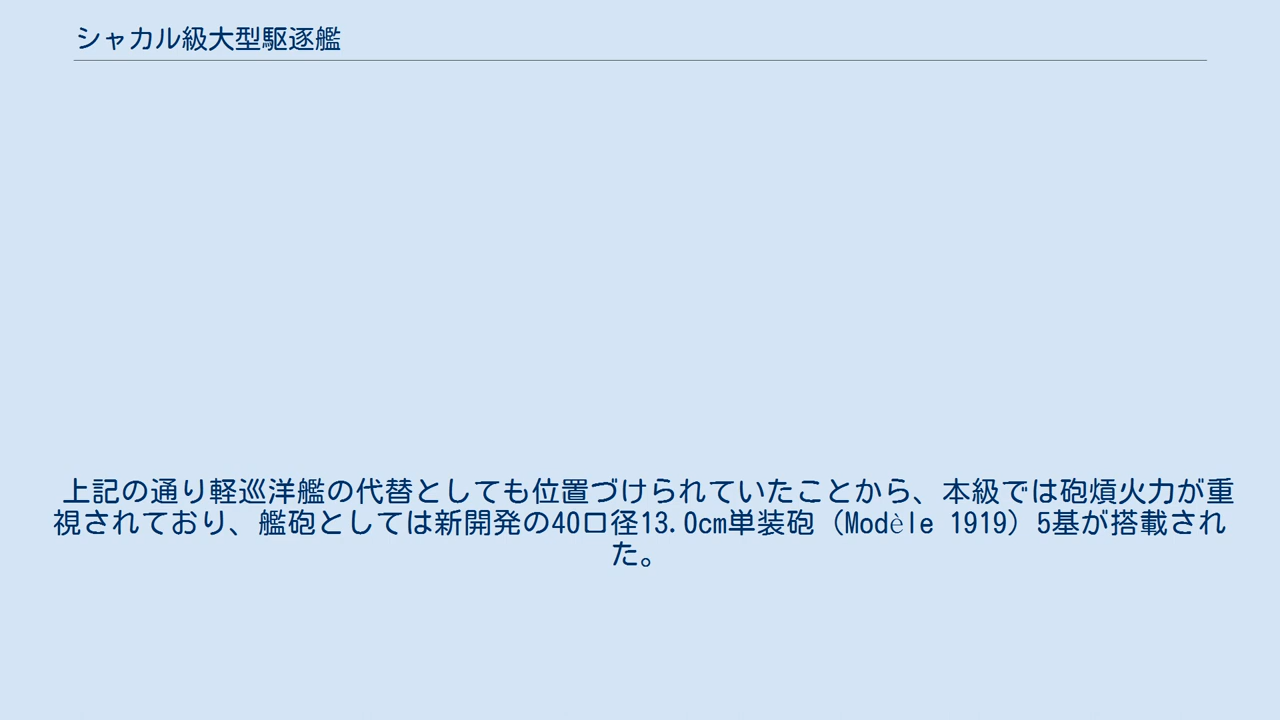 シャカル級大型駆逐艦
上記の通り軽巡洋艦の代替としても位置づけられていたことから、本級では砲熕火力が重
視されており、艦砲としては新開発の40口径13.0cm単装砲（Modèle 1919）5基が搭載され
た。